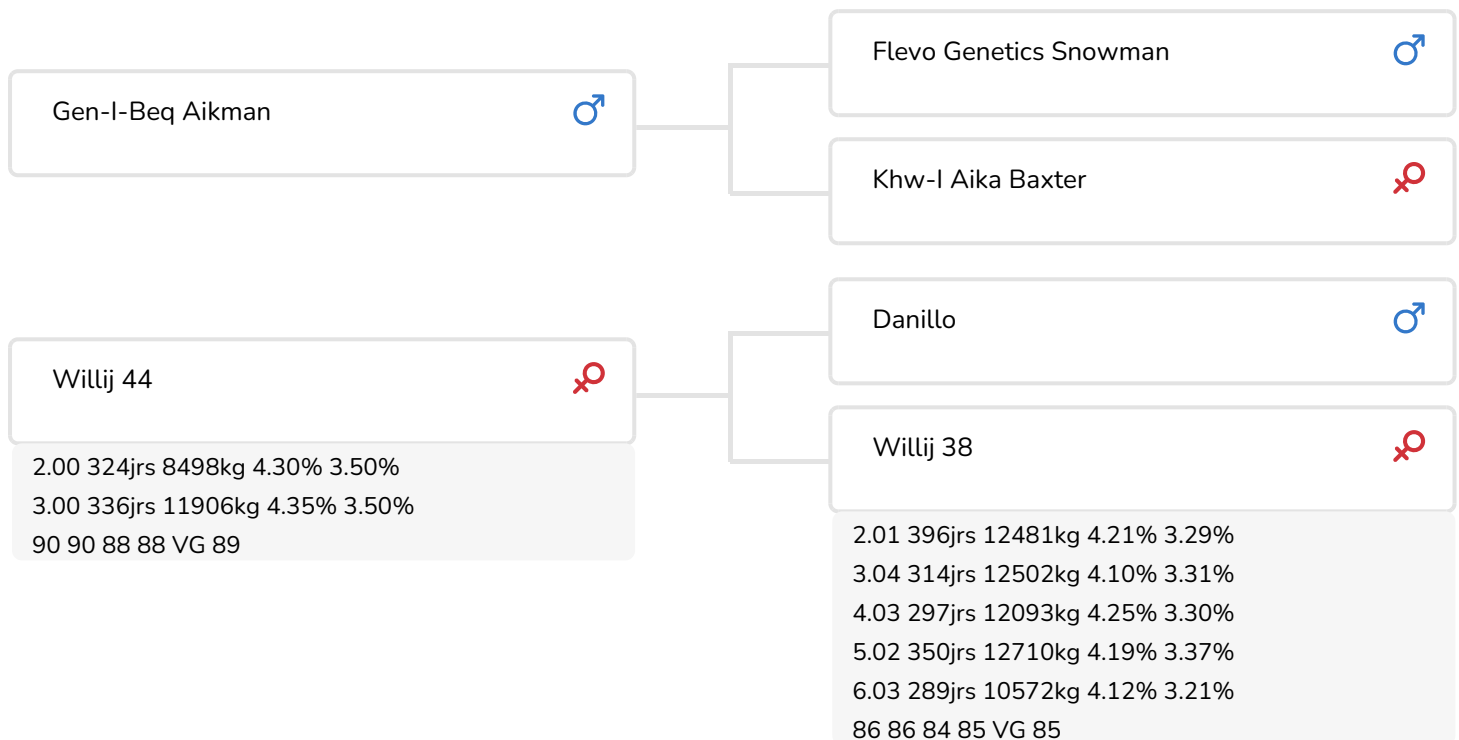 Gen-I-Beq Aikman
Flevo Genetics Snowman
Khw-I Aika Baxter
Willij 44
2.00 324jrs 8498kg 4.30% 3.50%
3.00 336jrs 11906kg 4.35% 3.50%
90 90 88 88 VG 89
Danillo
Willij 38
2.01 396jrs 12481kg 4.21% 3.29%
3.04 314jrs 12502kg 4.10% 3.31%
4.03 297jrs 12093kg 4.25% 3.30%
5.02 350jrs 12710kg 4.19% 3.37%
6.03 289jrs 10572kg 4.12% 3.21%
86 86 84 85 VG 85